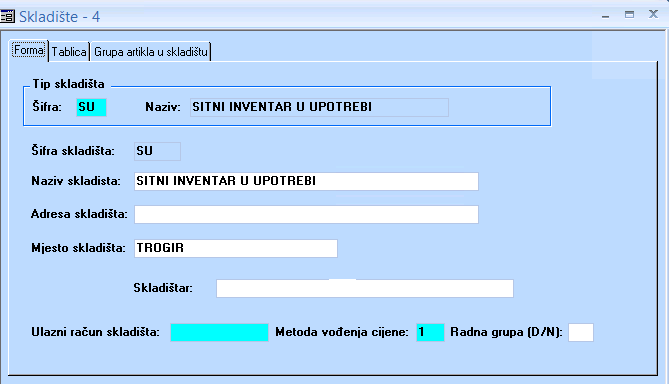 Skladište - 4
Forma Tablica Grupa artikla u skladištu
Tip skladišta
Šifra: SU Naziv: SITNI INVENTAR U UPOTREBI
Šifra skladišta: SU
Naziv skladista: SITNI INVENTAR U UPOTREBI
Adresa skladišta:
Mjesto skladišta: TROGIR
Skladištar:
Ulazni račun skladišta: Metoda vođenja cijene: 1 Radna grupa (D/N):